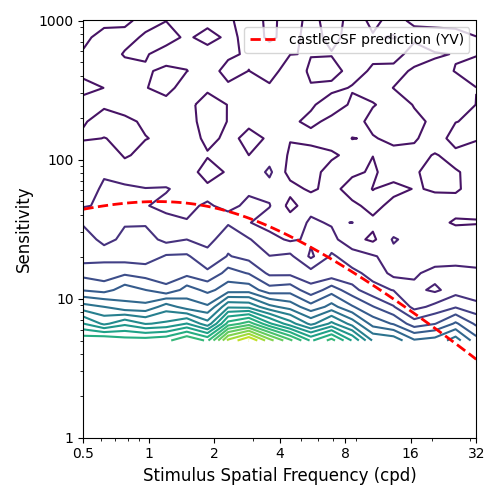 1000
castleCSF prediction (YV)
100
10
1
Sensitivity
0.5 1 2 4 8 16 32
Stimulus Spatial Frequency (cpd)